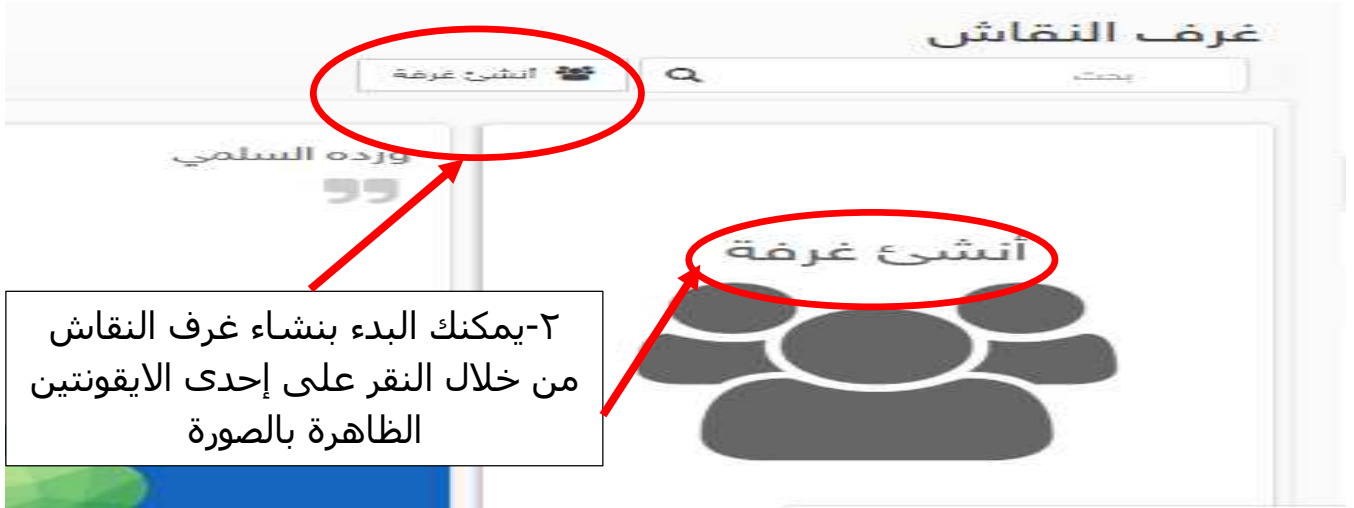 غرف النقاش
بحث
أنشئ غرفة
ورده السلمي
أنشئ غرفة
٢-يمكنك البدء بنشاء غرف النقاش
من خلال النقر على إحدى الايقونتين
الظاهرة بالصورة